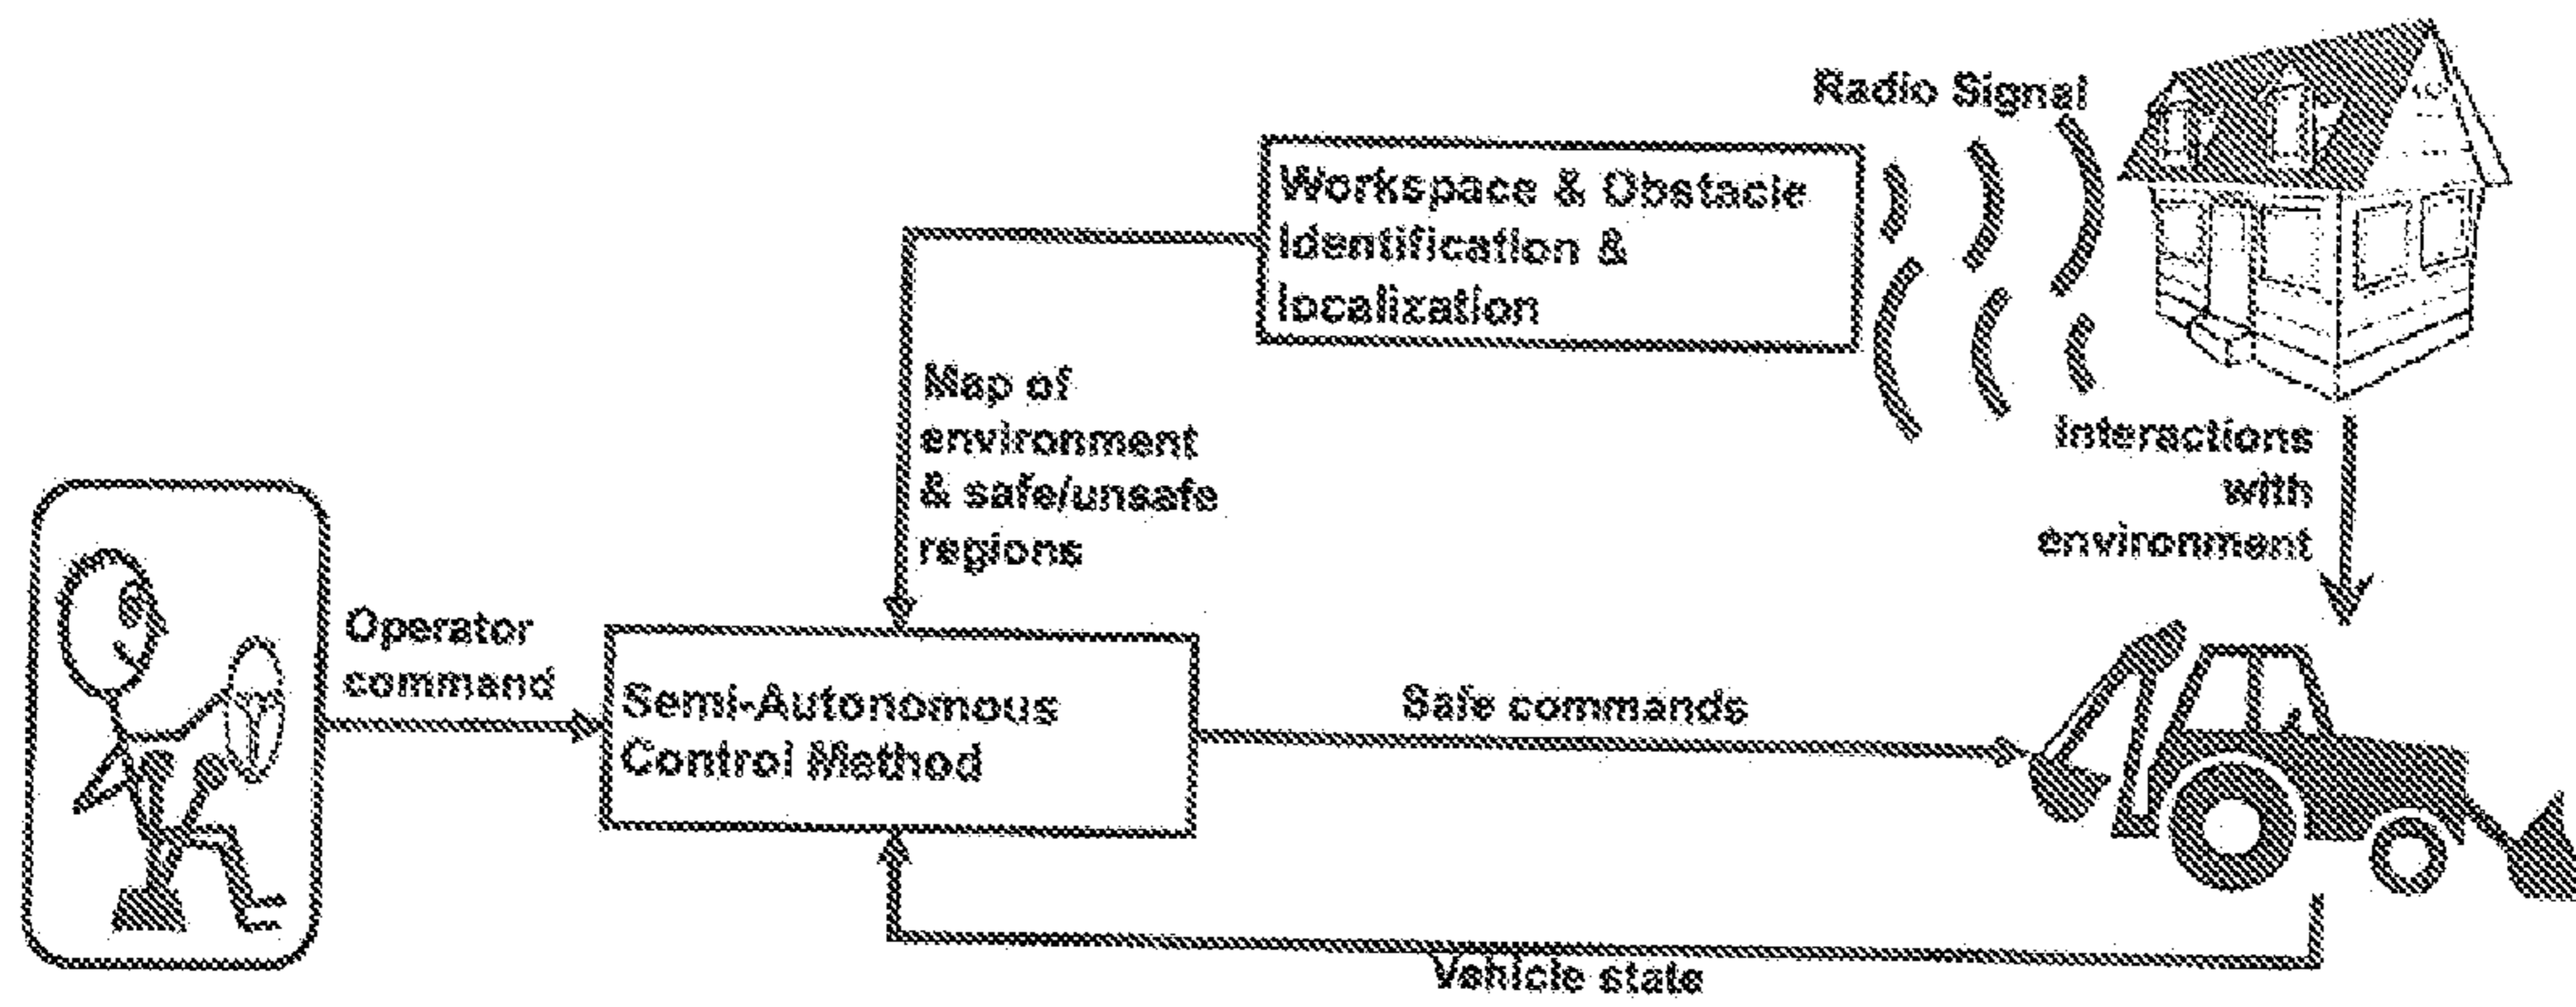 Radio Signal
Workspace & Obstacle
Identification &
localization
Map of
environment
& safe/unsafe
regions
Interactions
with
environment
Operator
command
Semi-Autonomous
Control Method
Safe commands
Vehicle state